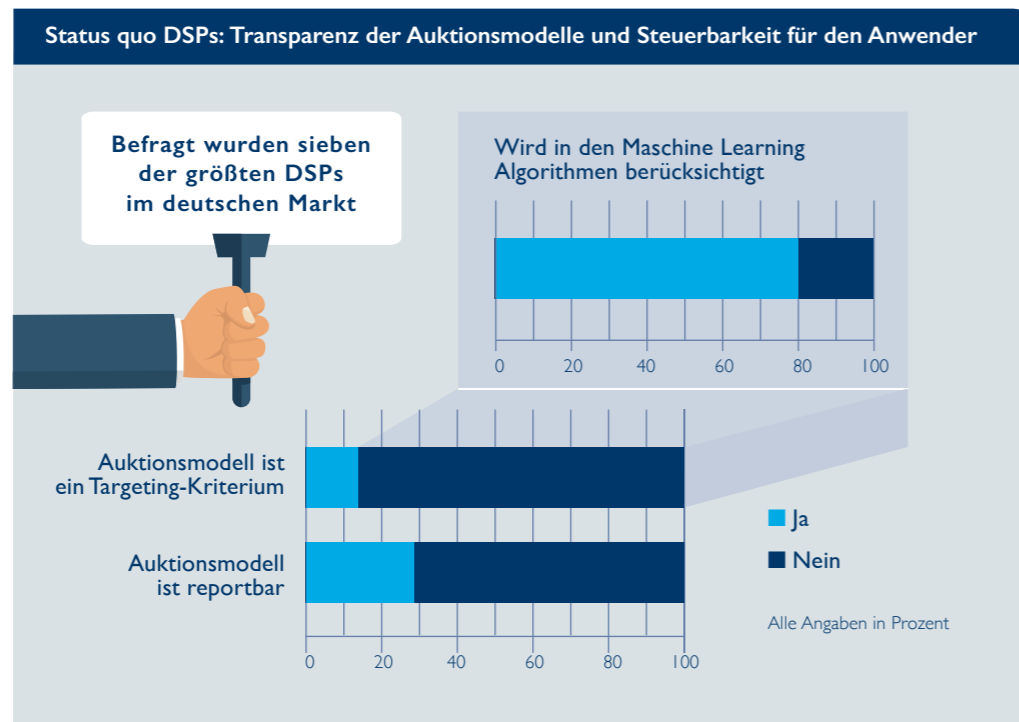 Status quo DSPs: Transparenz der Auktionsmodelle und Steuerbarkeit für den Anwender
Befragt wurden sieben
der größten DSPs
im deutschen Markt
Wird in den Maschine Learning
Algorithmen berücksichtigt
0 20 40 60 80 100
Auktionsmodell ist
ein Targeting-Kriterium
Auktionsmodell
ist reportbar
0 20 40 60 80 100
Ja
Nein
Alle Angaben in Prozent